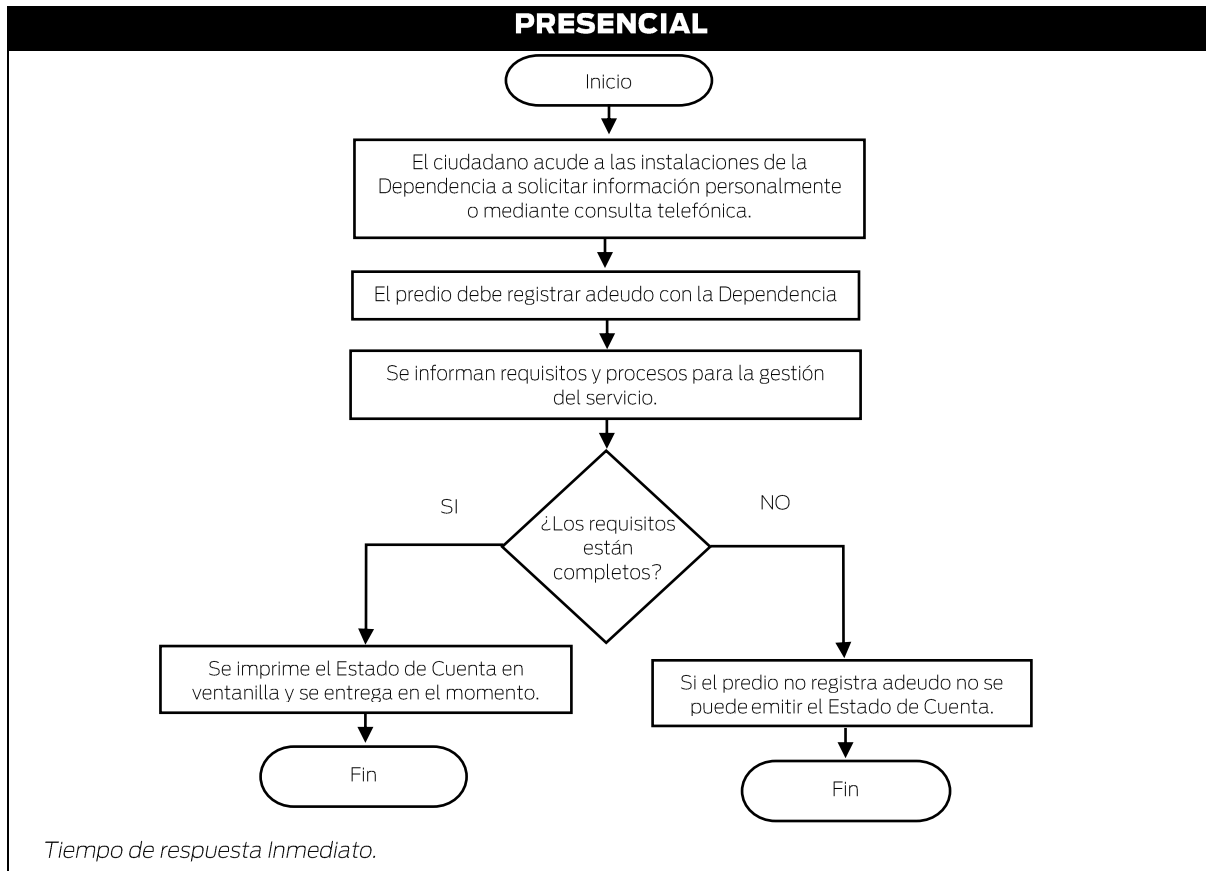 PRESENCIAL
Inicio
El ciudadano acude a las instalaciones de la
Dependencia a solicitar información personalmente
o mediante consulta telefónica.
El predio debe registrar adeudo con la Dependencia
Se informan requisitos y procesos para la gestión
del servicio.
SI
NO
¿Los requisitos
están
completos?
Se imprime el Estado de Cuenta en
ventanilla y se entrega en el momento.
Si el predio no registra adeudo no se
puede emitir el Estado de Cuenta.
Fin
Fin
Tiempo de respuesta Inmediato.